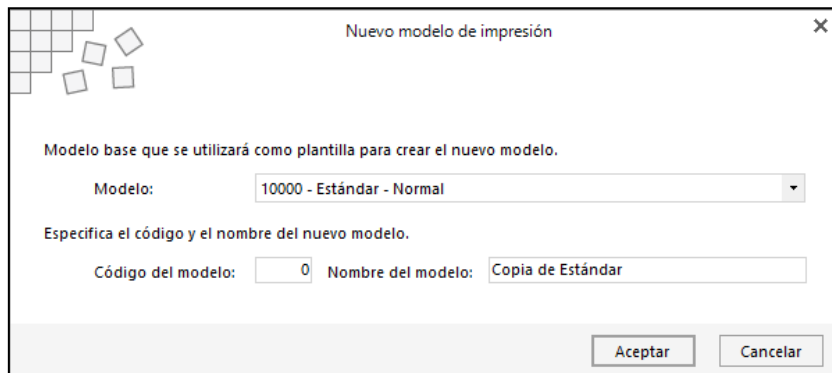 Nuevo modelo de impresión
Modelo base que se utilizará como plantilla para crear el nuevo modelo.
Modelo: 10000 - Estándar - Normal
Especifica el código y el nombre del nuevo modelo.
Código del modelo: 0 Nombre del modelo: Copia de Estándar
Aceptar Cancelar